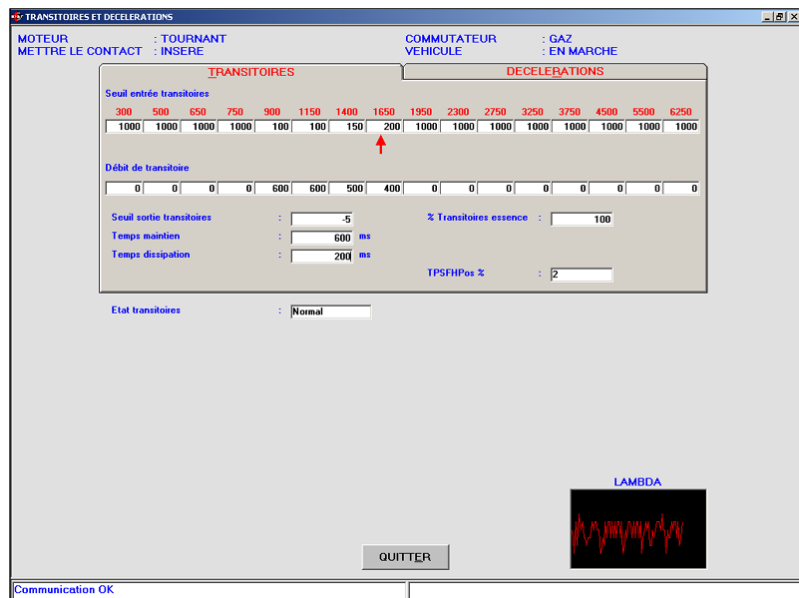 TRANSITOIRES ET DECELERATIONS
MOTEUR : TOURNANT COMMUTATEUR : GAZ
METTRE LE CONTACT : INSERE VEHICULE : EN MARCHE
TRANSITOIRES DECELERATIONS
Seuil entrée transitoires
300 500 650 750 900 1150 1400 1650 1950 2300 2750 3250 3750 4500 5500 6250
1000 1000 1000 1000 100 100 150 200 1000 1000 1000 1000 1000 1000 1000 1000
Débit de transitoire
0 0 0 0 600 600 500 400 0 0 0 0 0 0 0 0
Seuil sortie transitoires : -5 % Transitoires essence : 100
Temps maintien : 600 ms
Temps dissipation : 200 ms
TPSFHPos % : 2
Etat transitoires : Normal
LAMBDA
QUITTER
Communication OK